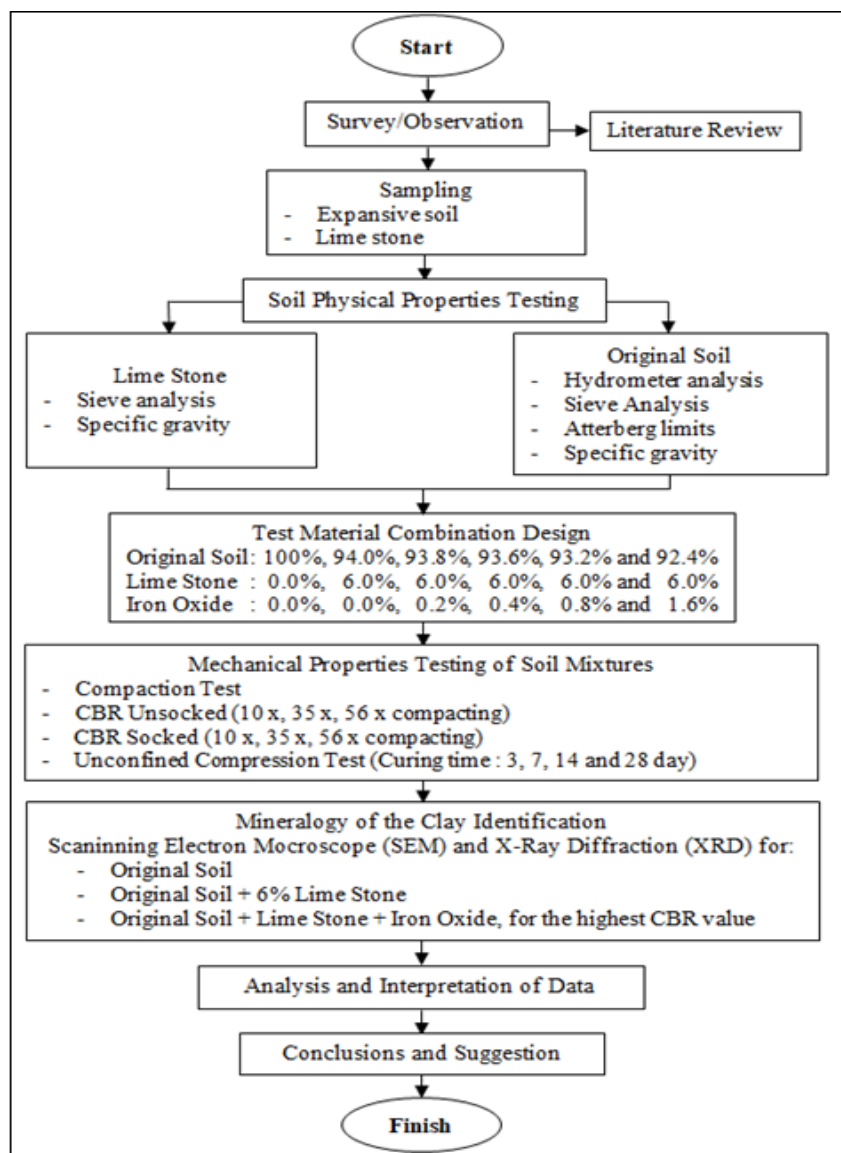 Start
Survey/Observation
Literature Review
Sampling
- Expansive soil
- Lime stone
Soil Physical Properties Testing
Lime Stone
- Sieve analysis
- Specific gravity
Original Soil
- Hydrometer analysis
- Sieve Analysis
- Atterberg limits
- Specific gravity
Test Material Combination Design
Original Soil: 100%, 94.0%, 93.8%, 93.6%, 93.2% and 92.4%
Lime Stone : 0.0%, 6.0%, 6.0%, 6.0%, 6.0% and 6.0%
Iron Oxide : 0.0%, 0.0%, 0.2%, 0.4%, 0.8% and 1.6%
Mechanical Properties Testing of Soil Mixtures
- Compaction Test
- CBR Unsocked (10 x, 35 x, 56 x compacting)
- CBR Socked (10 x, 35 x, 56 x compacting)
- Unconfined Compression Test (Curing time : 3, 7, 14 and 28 day)
Mineralogy of the Clay Identification
Scaninning Electron Mocroscope (SEM) and X-Ray Diffraction (XRD) for:
- Original Soil
- Original Soil + 6% Lime Stone
- Original Soil + Lime Stone + Iron Oxide, for the highest CBR value
Analysis and Interpretation of Data
Conclusions and Suggestion
Finish